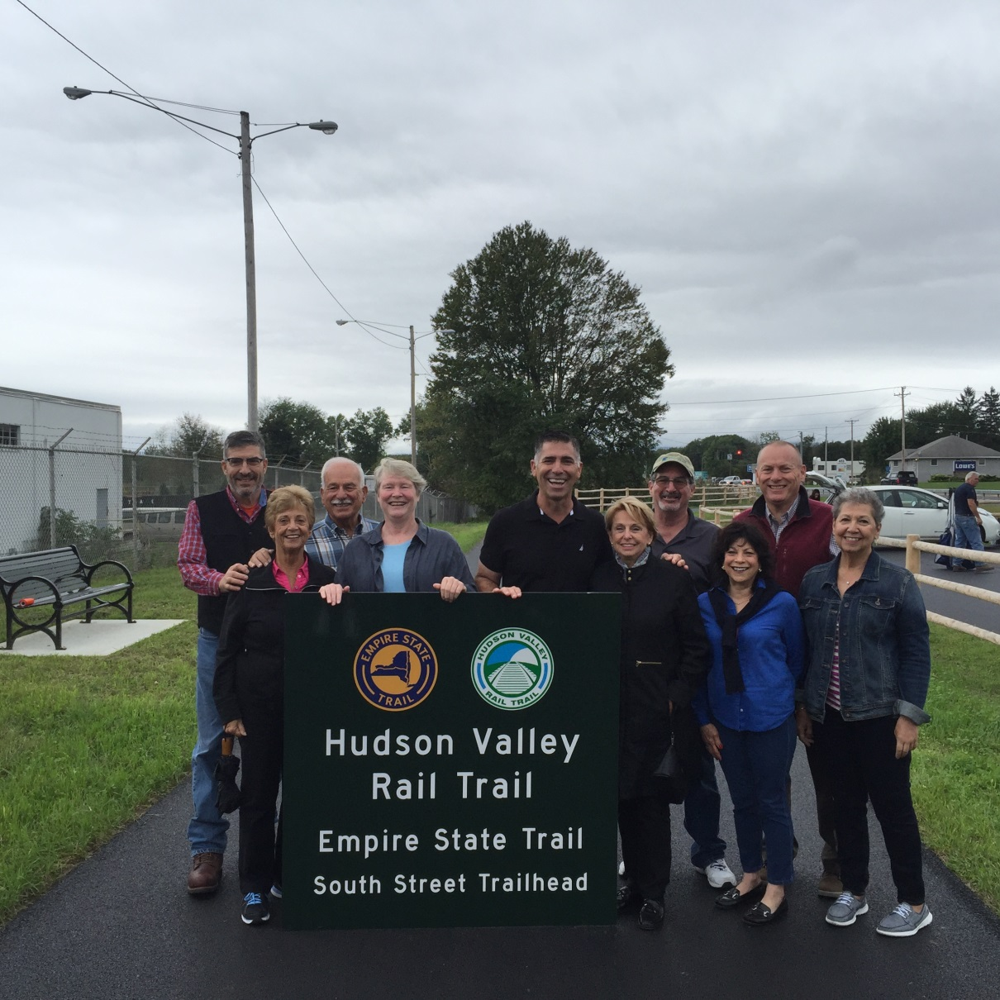 LOWE'S
EMPIRE STATE
TRAIL
HUDSON VALLEY
RAIL TRAIL
Hudson Valley
Rail Trail
Empire State Trail
South Street Trailhead